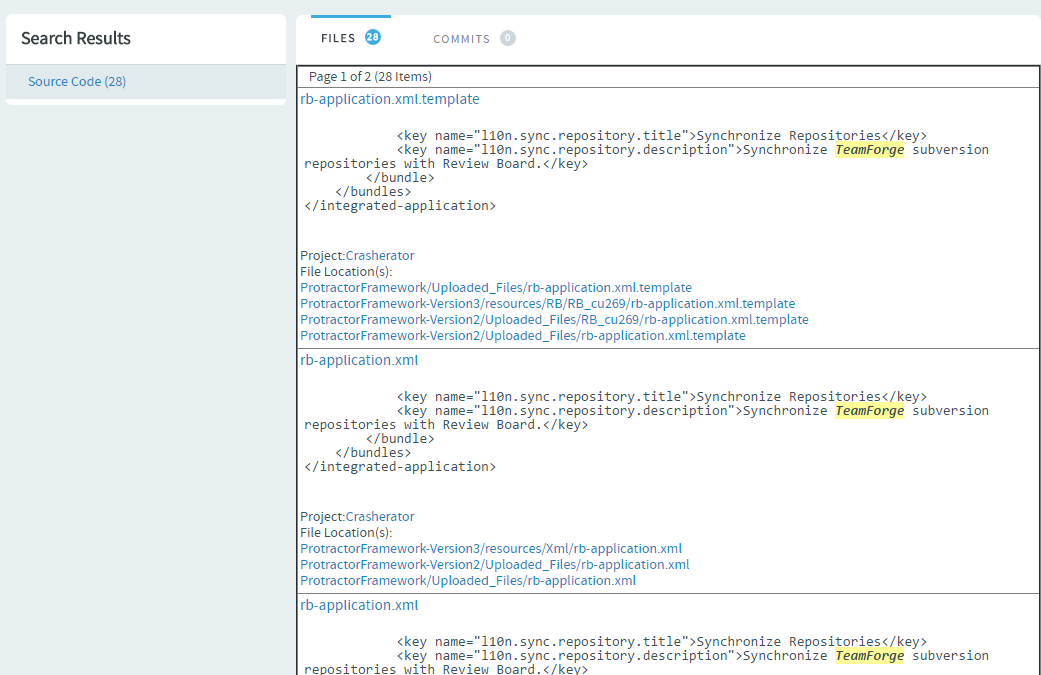 Search Results
Source Code (28)
FILES 28 COMMITS 0
Page 1 of 2 (28 Items)
rb-application.xml.template
<key name="l10n.sync.repository.title">Synchronize Repositories</key>
<key name="l10n.sync.repository.description">Synchronize TeamForge subversion
repositories with Review Board.</key>
</bundle>
</bundles>
</integrated-application>
Project:Crasherator
File Location(s):
ProtractorFramework/Uploaded_Files/rb-application.xml.template
ProtractorFramework-Version3/resources/RB/RB_cu269/rb-application.xml.template
ProtractorFramework-Version2/Uploaded_Files/RB_cu269/rb-application.xml.template
ProtractorFramework-Version2/Uploaded_Files/rb-application.xml.template
rb-application.xml
<key name="l10n.sync.repository.title">Synchronize Repositories</key>
<key name="l10n.sync.repository.description">Synchronize TeamForge subversion
repositories with Review Board.</key>
</bundle>
</bundles>
</integrated-application>
Project:Crasherator
File Location(s):
ProtractorFramework-Version3/resources/Xml/rb-application.xml
ProtractorFramework-Version2/Uploaded_Files/rb-application.xml
ProtractorFramework/Uploaded_Files/rb-application.xml
rb-application.xml
<key name="l10n.sync.repository.title">Synchronize Repositories</key>
<key name="l10n.sync.repository.description">Synchronize TeamForge subversion
repositories with Review Board.</key>